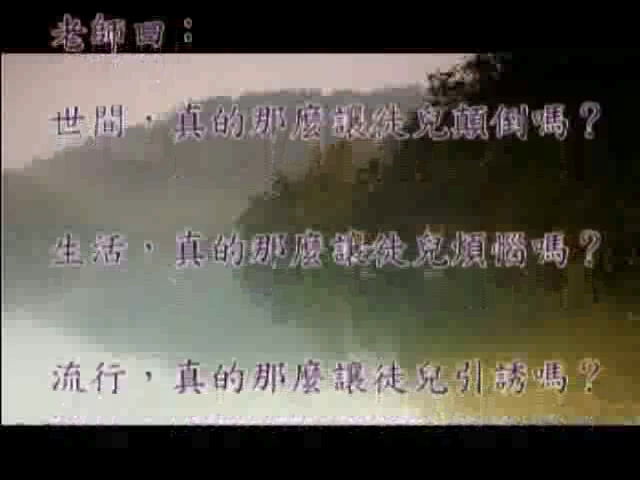 老師曰：
世間，真的那麼讓徒兒顛倒嗎？
生活，真的那麼讓徒兒煩惱嗎？
流行，真的那麼讓徒兒引誘嗎？